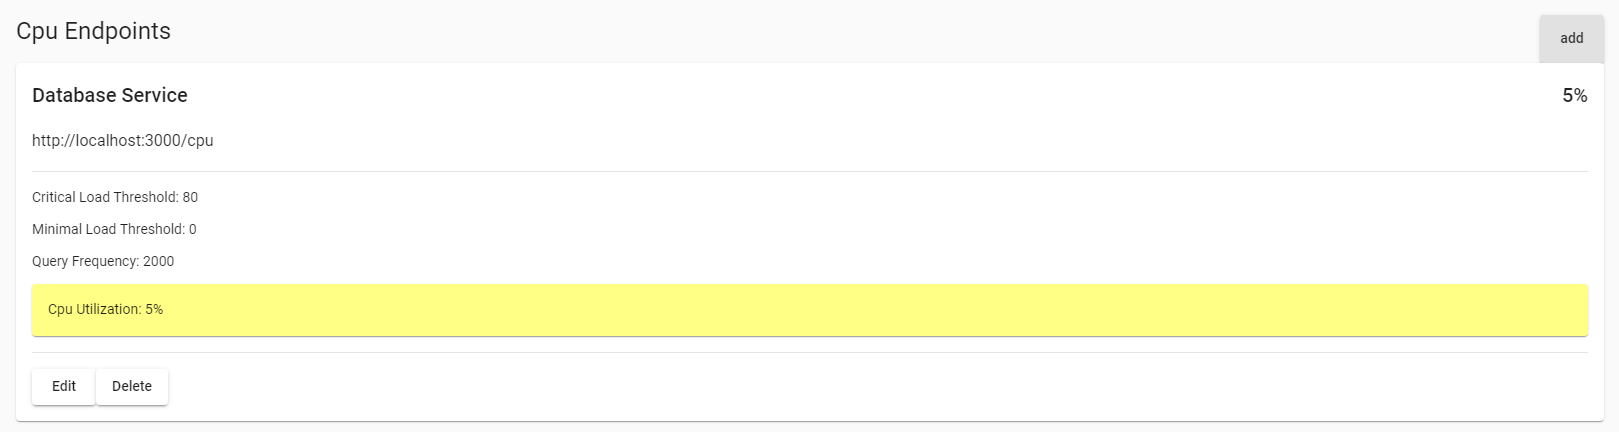 Cpu Endpoints
add
Database Service
5%
http://localhost:3000/cpu
Critical Load Threshold: 80
Minimal Load Threshold: 0
Query Frequency: 2000
Cpu Utilization: 5%
Edit
Delete